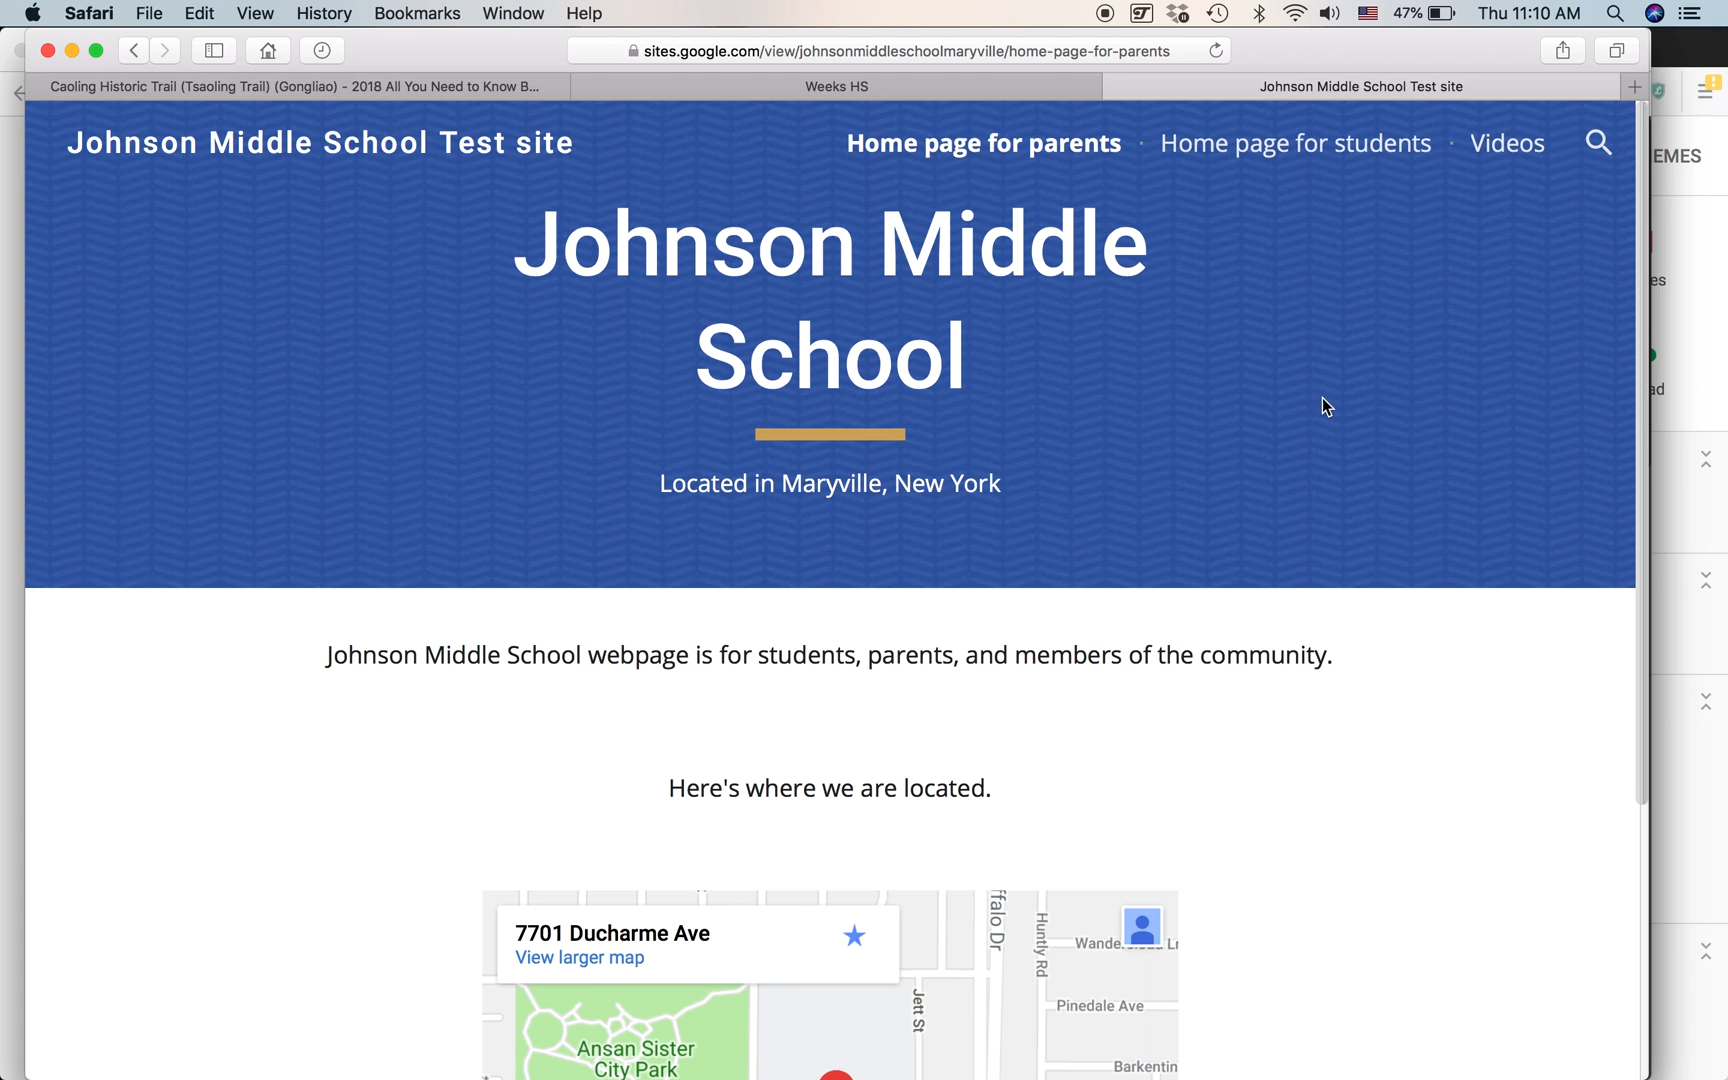 Safari File Edit View History Bookmarks Window Help 47% Thu 11:10 AM
sites.google.com/view/johnsonmiddleschoolmaryville/home-page-for-parents
Caoling Historic Trail (Tsaoling Trail) (Gongliao) - 2018 All You Need to Know B...
Weeks HS
Johnson Middle School Test site
Johnson Middle School Test site
Home page for parents · Home page for students · Videos
EMES
Johnson Middle
School
es
ad
Located in Maryville, New York
Johnson Middle School webpage is for students, parents, and members of the community.
Here's where we are located.
7701 Ducharme Ave
View larger map
ffalo Dr
Huntly Rd
Jett St
Pinedale Ave
Ansan Sister
City Park
Barkentin